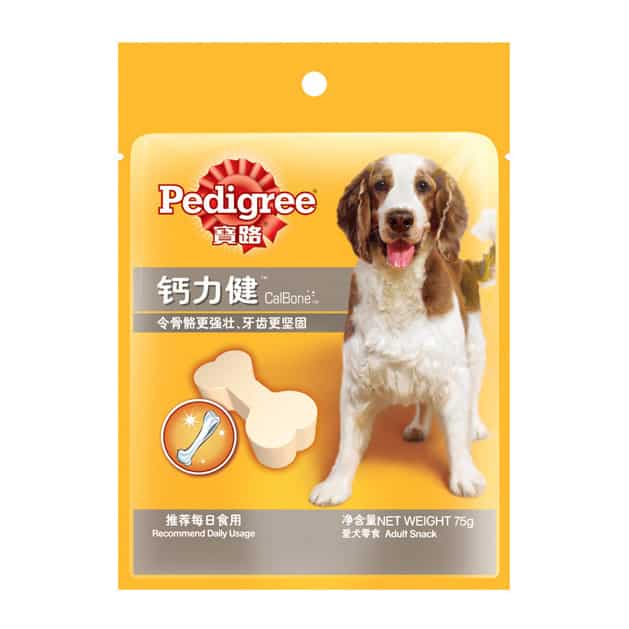 Pedigree®
寶路
钙力健™
CalBone™
令骨骼更强壮、牙齿更坚固
推荐每日食用
Recommend Daily Usage
净含量NET WEIGHT 75g
爱犬零食 Adult Snack